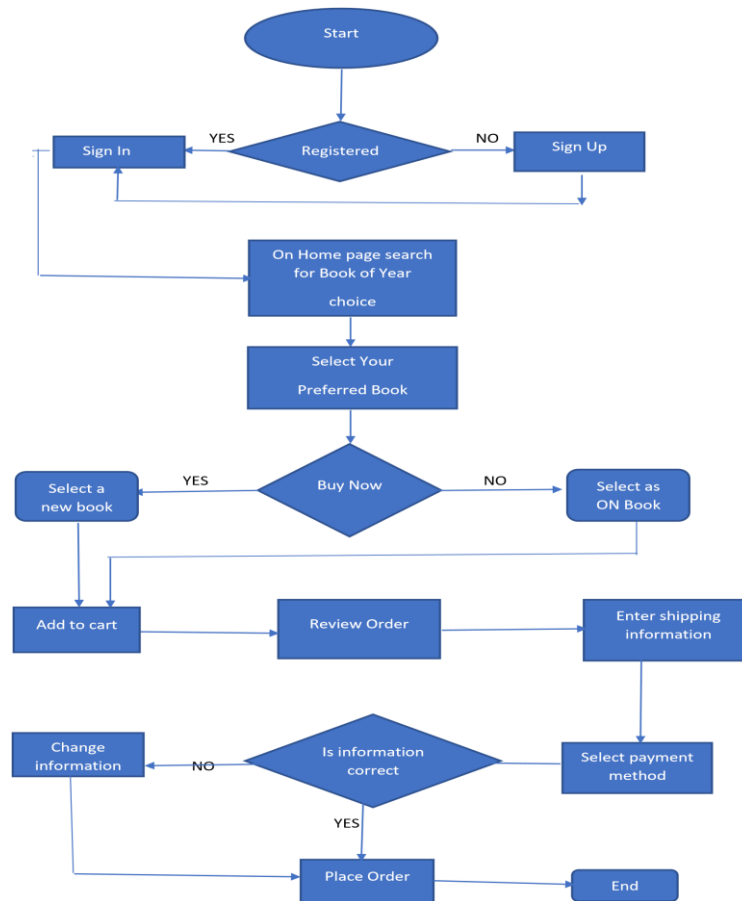 Start
YES
NO
Sign In
Registered
Sign Up
On Home page search
for Book of Year
choice
Select Your
Preferred Book
YES
NO
Select a
new book
Buy Now
Select as
ON Book
Add to cart
Review Order
Enter shipping
information
Change
information
Is information
correct
Select payment
method
NO
YES
Place Order
End